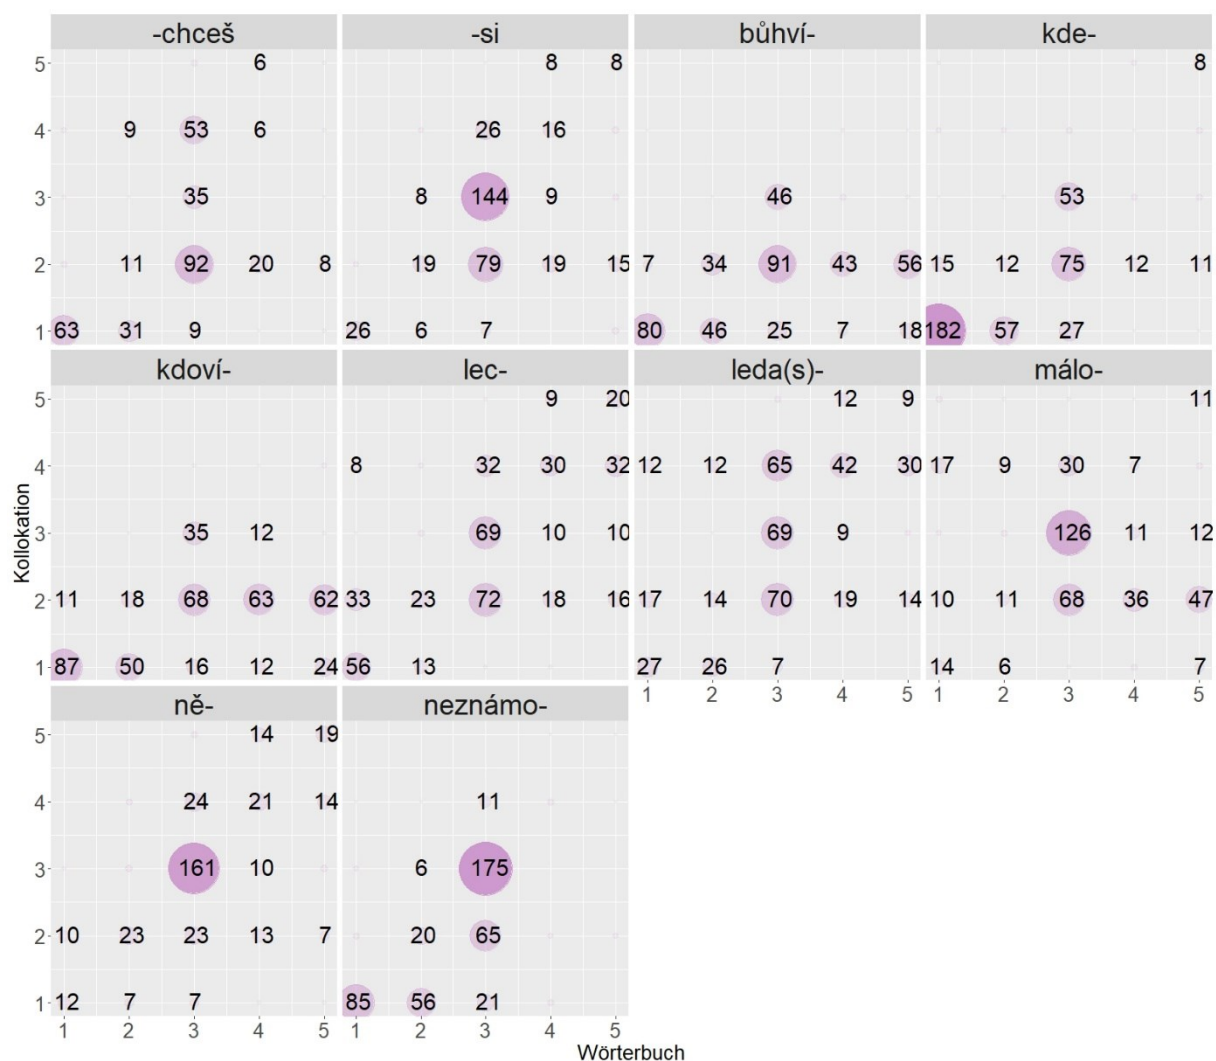 -chceš -si bůhví- kde-
5 6 8 8 8
4 9 53 6 26 16
3 35 8 144 9 46 53
2 11 92 20 8 19 79 19 15 7 34 91 43 56 15 12 75 12 11
1 63 31 9 26 6 7 80 46 25 7 18 182 57 27
kdoví- lec- leda(s)- málo-
5 9 20 12 9 11
4 8 32 30 32 12 12 65 42 30 17 9 30 7
3 35 12 69 10 10 69 9 126 11 12
Kollokation
2 11 18 68 63 62 33 23 72 18 16 17 14 70 19 14 10 11 68 36 47
1 87 50 16 12 24 56 13 27 26 7 14 6 7
1 2 3 4 5 1 2 3 4 5
ně- neznámo-
5 14 19
4 24 21 14 11
3 161 10 6 175
2 10 23 23 13 7 20 65
1 12 7 7 85 56 21
1 2 3 4 5 1 2 3 4 5
Wörterbuch